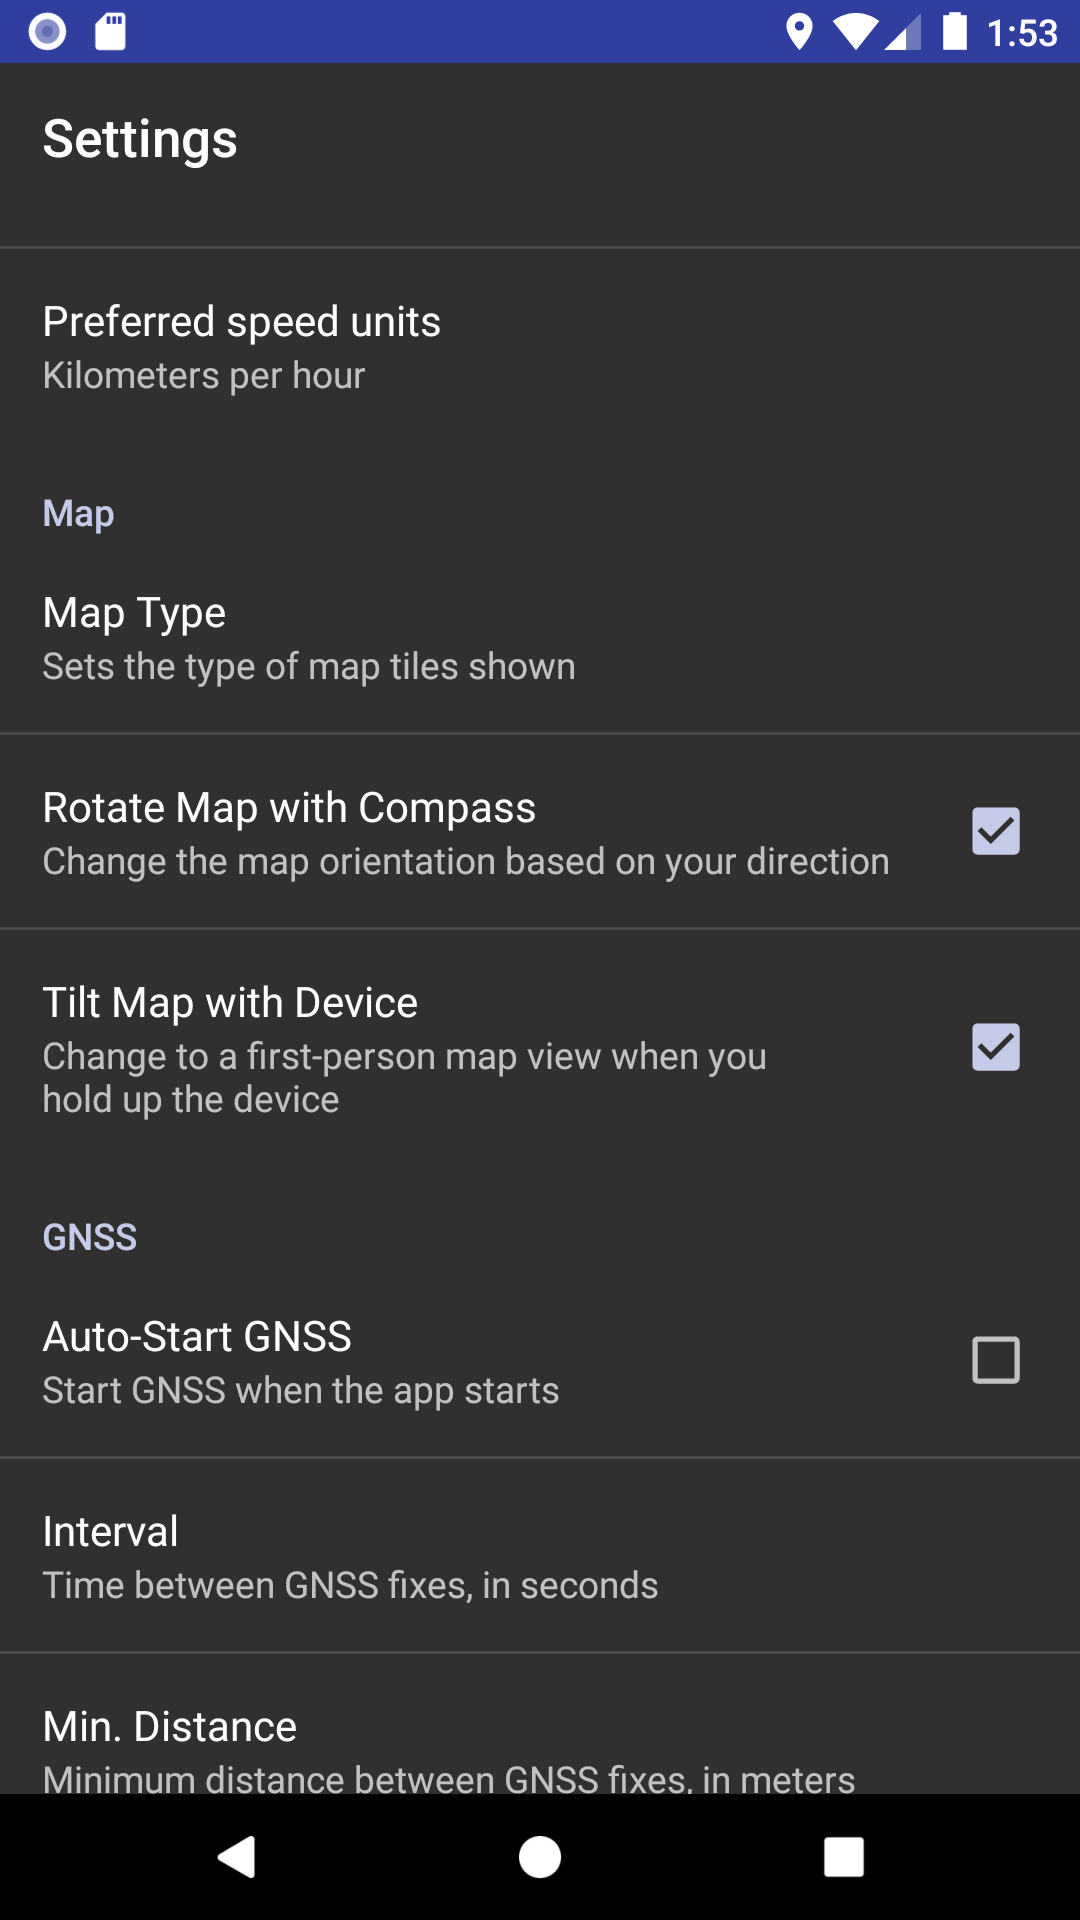 1:53
Settings
Preferred speed units
Kilometers per hour
Map
Map Type
Sets the type of map tiles shown
Rotate Map with Compass
Change the map orientation based on your direction
Tilt Map with Device
Change to a first-person map view when you
hold up the device
GNSS
Auto-Start GNSS
Start GNSS when the app starts
Interval
Time between GNSS fixes, in seconds
Min. Distance
Minimum distance between GNSS fixes, in meters